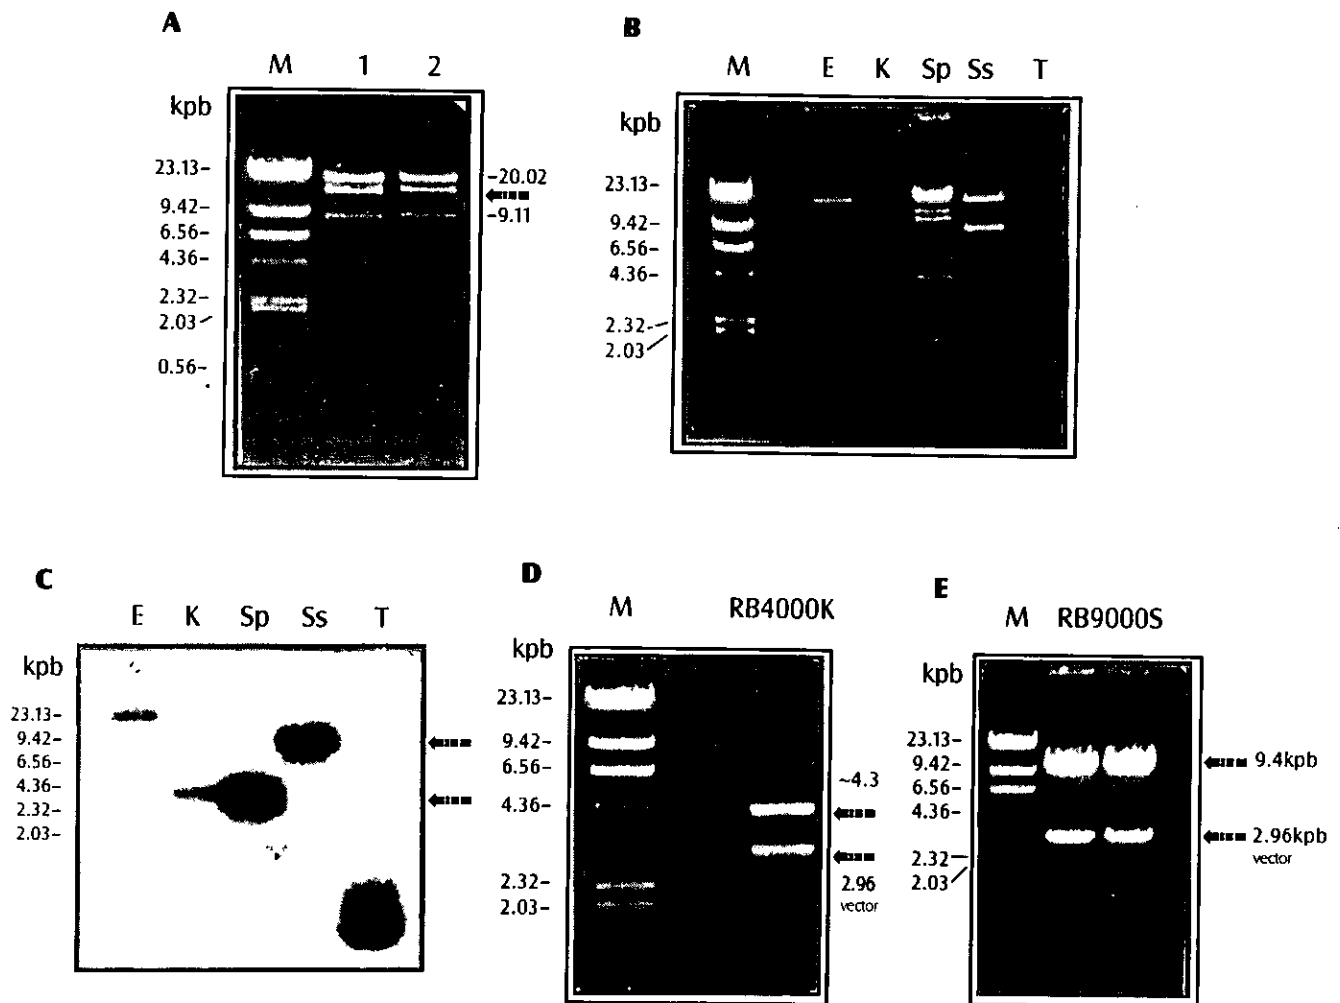 A
M 1 2
kpb
23.13-
9.42-
6.56-
4.36-
2.32-
2.03
0.56-
-20.02
-9.11
B
M E K Sp Ss T
kpb
23.13-
9.42-
6.56-
4.36-
2.32-
2.03
C
E K Sp Ss T
kpb
23.13-
9.42-
6.56-
4.36-
2.32-
2.03-
D
M RB4000K
kpb
23.13-
9.42-
6.56-
4.36-
2.32-
2.03-
~4.3
2.96
vector
E
M RB9000S
kpb
23.13-
9.42-
6.56-
4.36-
2.32
2.03
9.4kpb
2.96kpb
vector